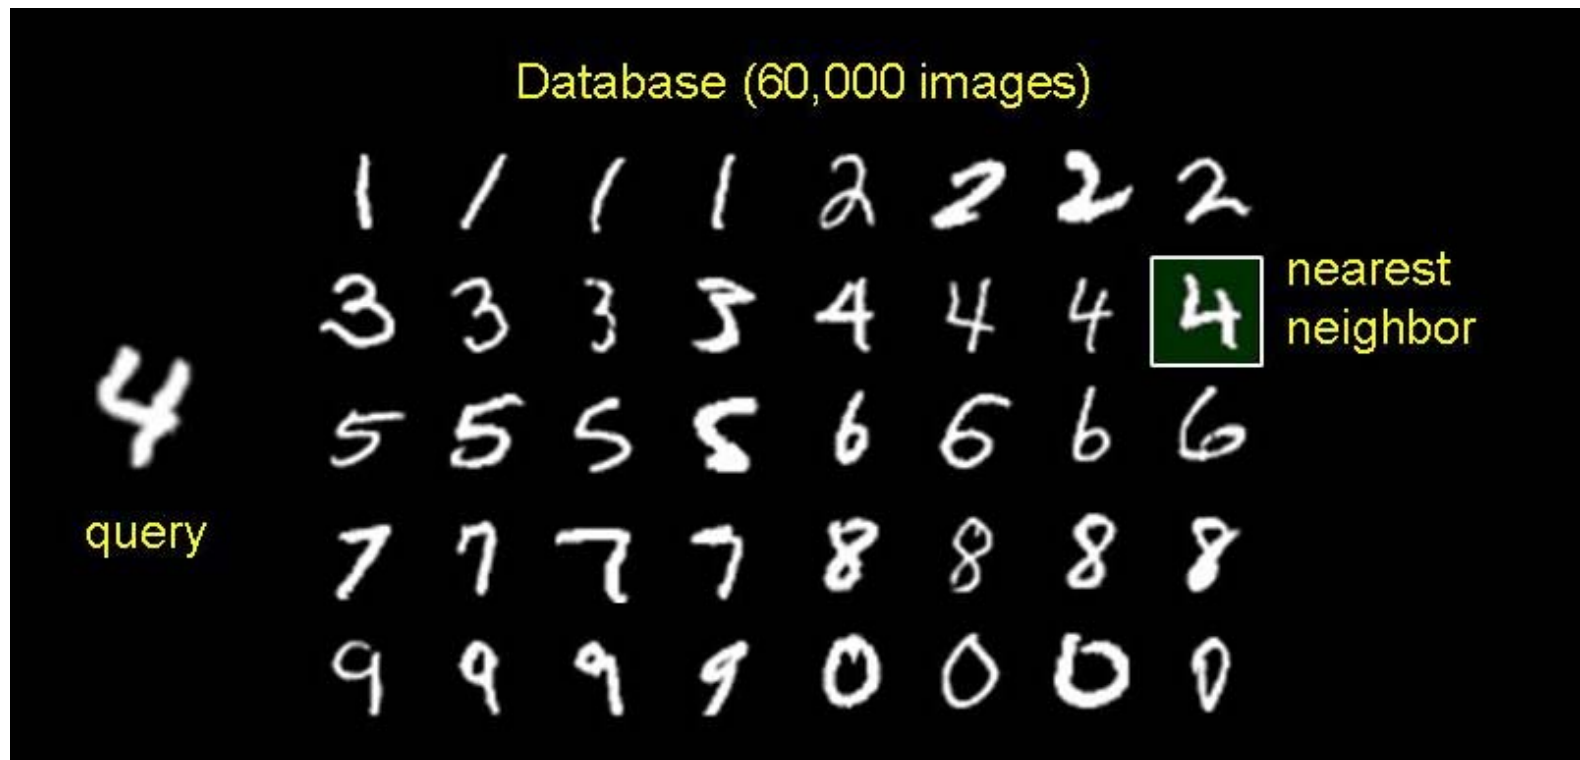 Database (60,000 images)
1 1 1 1 2 2 2 2
3 3 3 3 4 4 4 4
nearest
neighbor
4
5 5 5 5 6 6 6 6
query
7 7 7 7 8 8 8 8
9 9 9 9 0 0 0 0